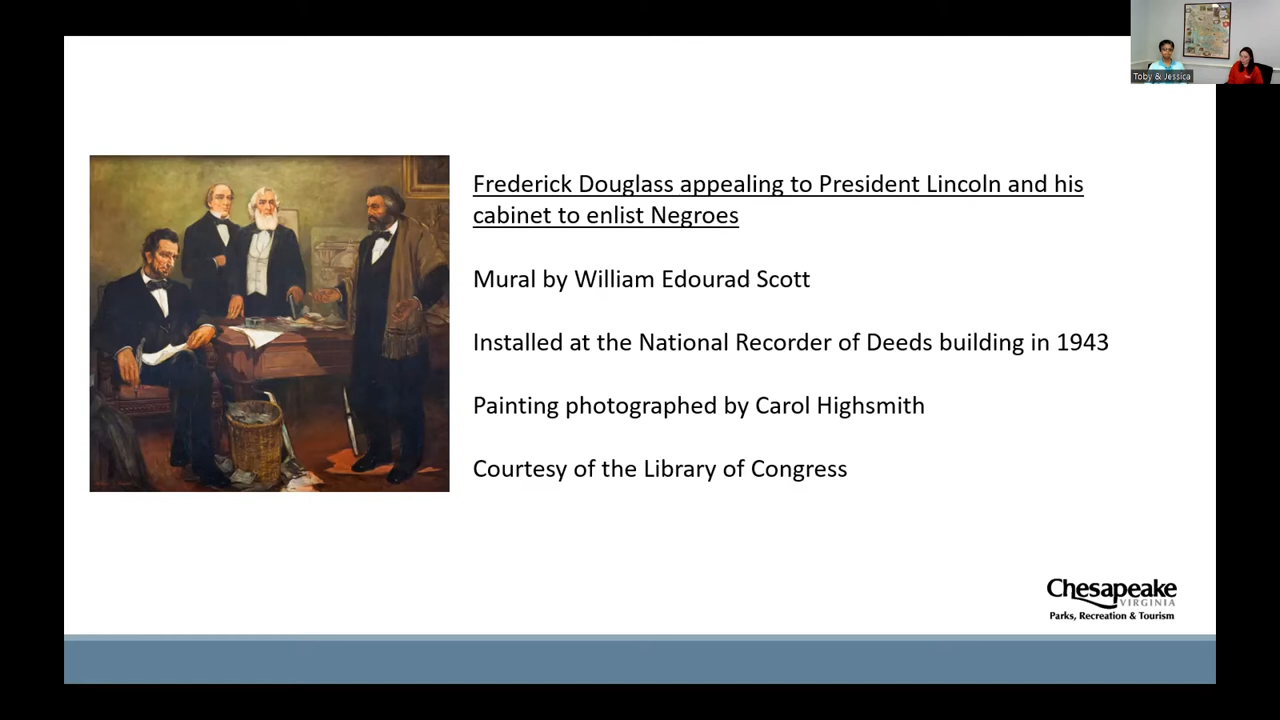 Toby & Jessica
Frederick Douglass appealing to President Lincoln and his
cabinet to enlist Negroes
Mural by William Edourad Scott
Installed at the National Recorder of Deeds building in 1943
Painting photographed by Carol Highsmith
Courtesy of the Library of Congress
Chesapeake
VIRGINIA
Parks, Recreation & Tourism